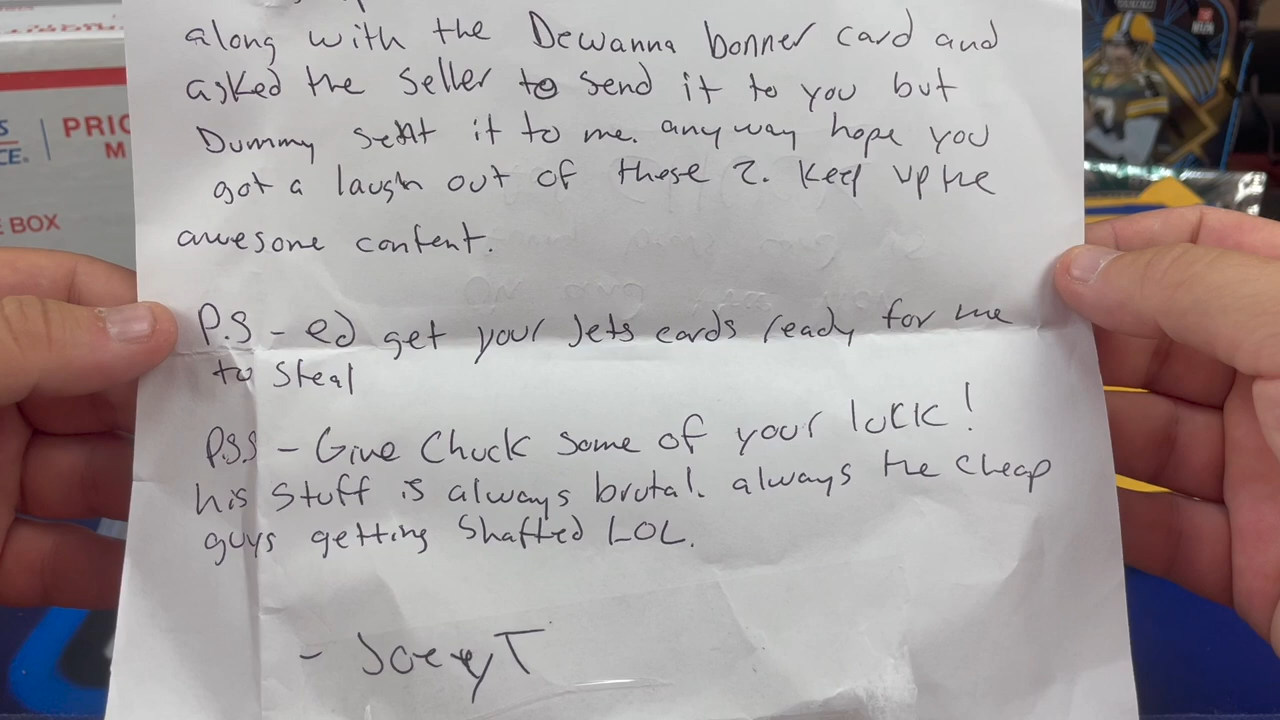 along with the Dewanna bonner card and
asked the seller to send it to you but
Dummy sent it to me. any way hope you
got a laugh out of these 2. Keep up the
awesome content.
P.S - ed get your Jets cards ready for me
to steal
P.S.S - Give Chuck some of your luck!
his stuff is always brutal. always the cheap
guys getting shafted LOL.
- JoeyT
PRIO
M
CE.
BOX